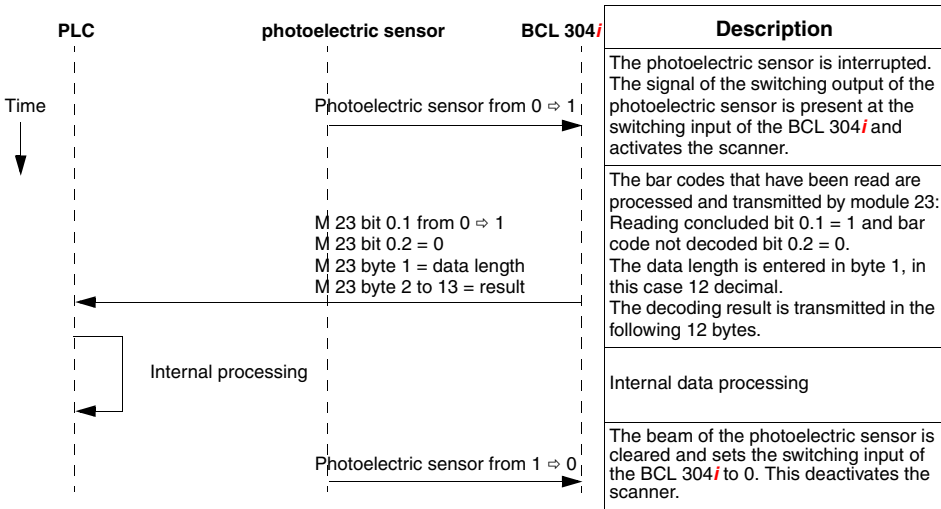 PLC photoelectric sensor BCL 304i Description
The photoelectric sensor is interrupted.
The signal of the switching output of the
photoelectric sensor is present at the
switching input of the BCL 304i and
activates the scanner.
Time
Photoelectric sensor from 0 ⇨ 1
The bar codes that have been read are
processed and transmitted by module 23:
Reading concluded bit 0.1 = 1 and bar
code not decoded bit 0.2 = 0.
The data length is entered in byte 1, in
this case 12 decimal.
The decoding result is transmitted in the
following 12 bytes.
M 23 bit 0.1 from 0 ⇨ 1
M 23 bit 0.2 = 0
M 23 byte 1 = data length
M 23 byte 2 to 13 = result
Internal processing
Internal data processing
The beam of the photoelectric sensor is
cleared and sets the switching input of
the BCL 304i to 0. This deactivates the
scanner.
Photoelectric sensor from 1 ⇨ 0